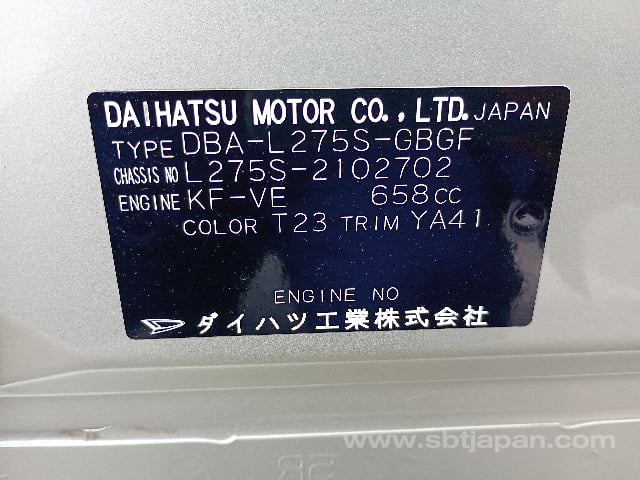 DAIHATSU MOTOR CO., LTD. JAPAN
TYPE DBA-L275S-GBGF
CHASSIS NO L275S-2102702
ENGINE KF-VE 658cc
COLOR T23 TRIM YA41
ENGINE NO
ダイハツ工業株式会社
www.sbtjapan.com